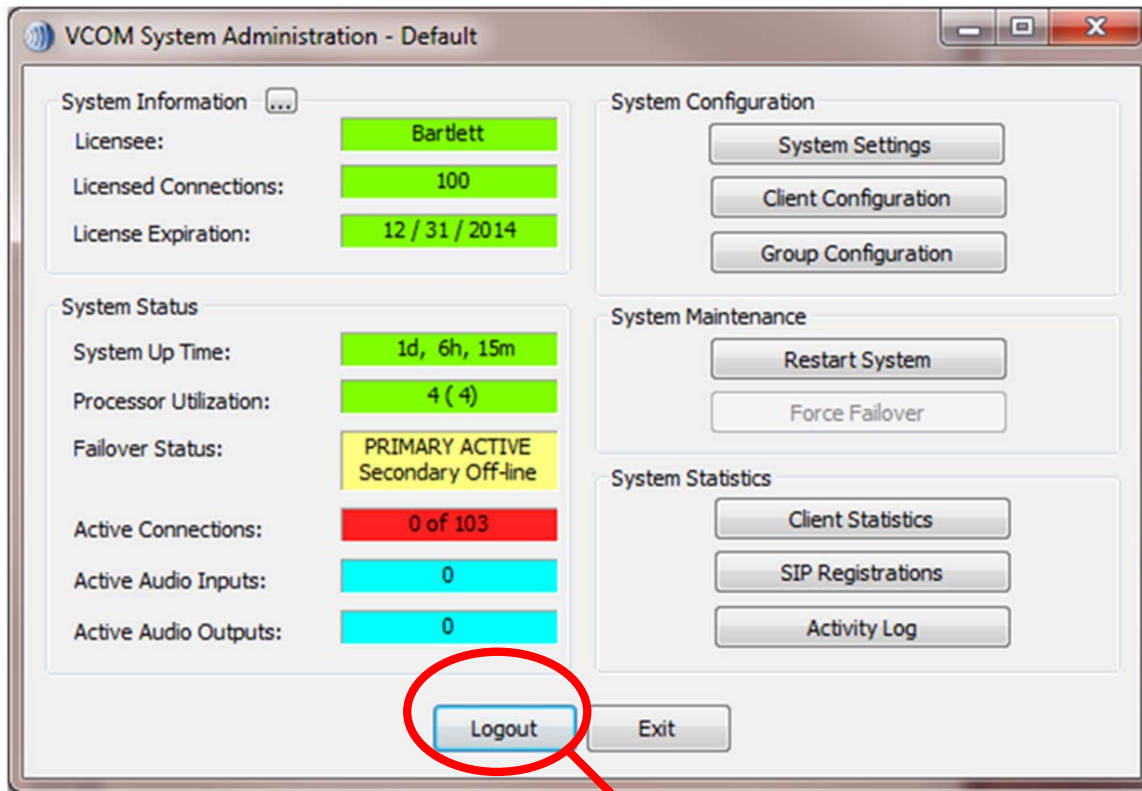 VCOM System Administration - Default
System Information ...
Licensee: Bartlett
Licensed Connections: 100
License Expiration: 12 / 31 / 2014
System Status
System Up Time: 1d, 6h, 15m
Processor Utilization: 4 ( 4)
Failover Status: PRIMARY ACTIVE
Secondary Off-line
Active Connections: 0 of 103
Active Audio Inputs: 0
Active Audio Outputs: 0
System Configuration
System Settings
Client Configuration
Group Configuration
System Maintenance
Restart System
Force Failover
System Statistics
Client Statistics
SIP Registrations
Activity Log
Logout
Exit